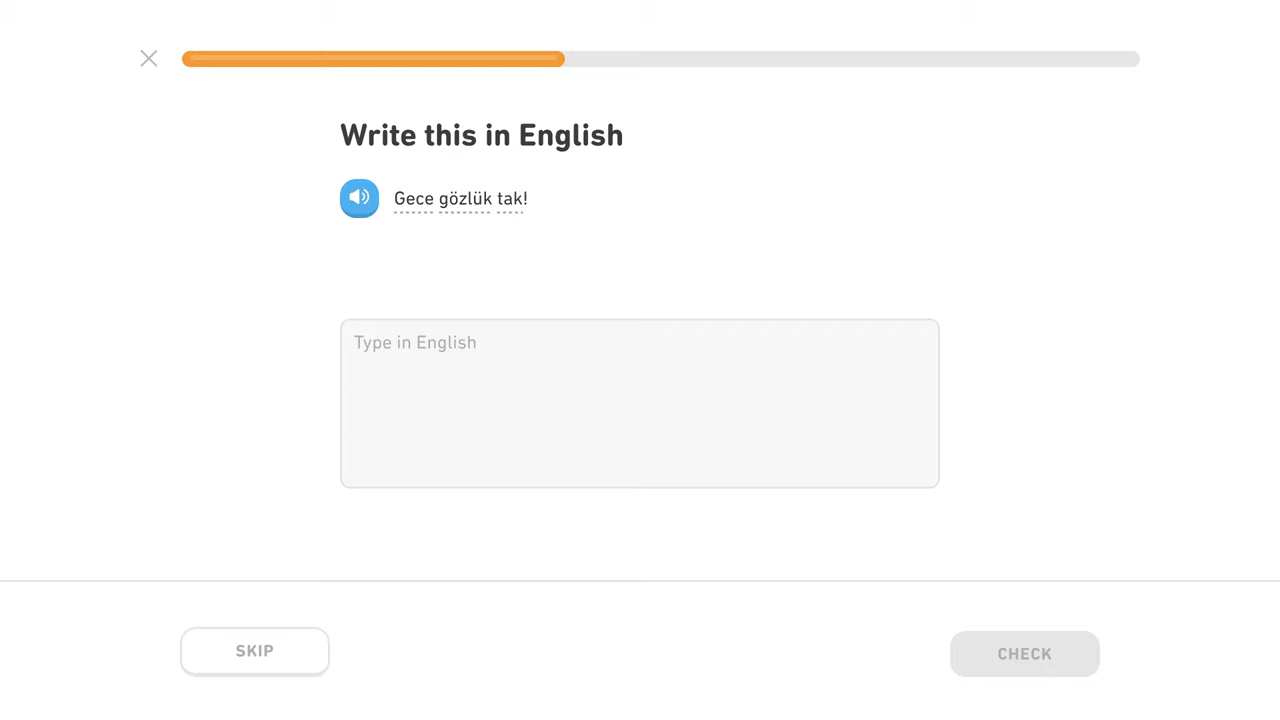 Write this in English
Gece gözlük tak!
Type in English
SKIP
CHECK